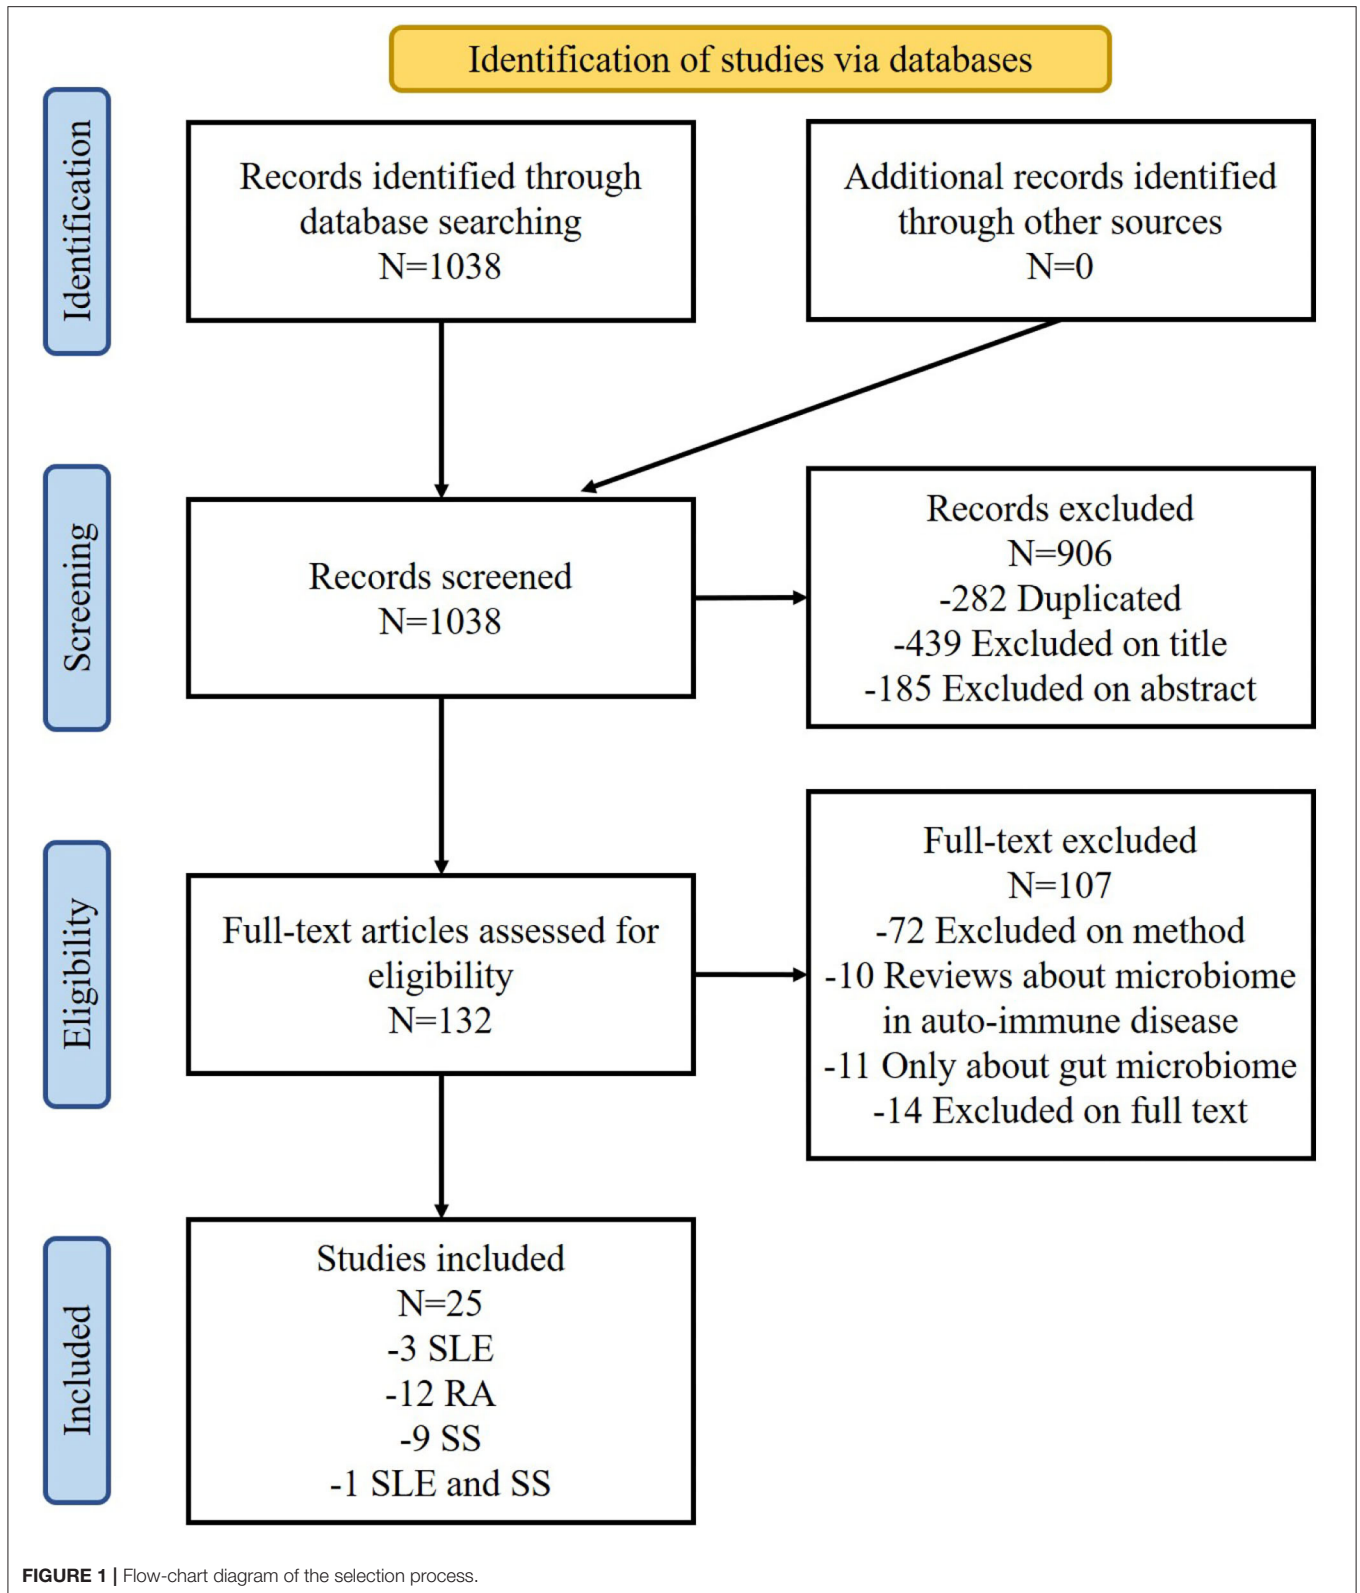 Identification of studies via databases
Identification
Records identified through
database searching
N=1038
Additional records identified
through other sources
N=0
Screening
Records screened
N=1038
Records excluded
N=906
-282 Duplicated
-439 Excluded on title
-185 Excluded on abstract
Eligibility
Full-text articles assessed for
eligibility
N=132
Full-text excluded
N=107
-72 Excluded on method
-10 Reviews about microbiome
in auto-immune disease
-11 Only about gut microbiome
-14 Excluded on full text
Included
Studies included
N=25
-3 SLE
-12 RA
-9 SS
-1 SLE and SS
FIGURE 1 | Flow-chart diagram of the selection process.